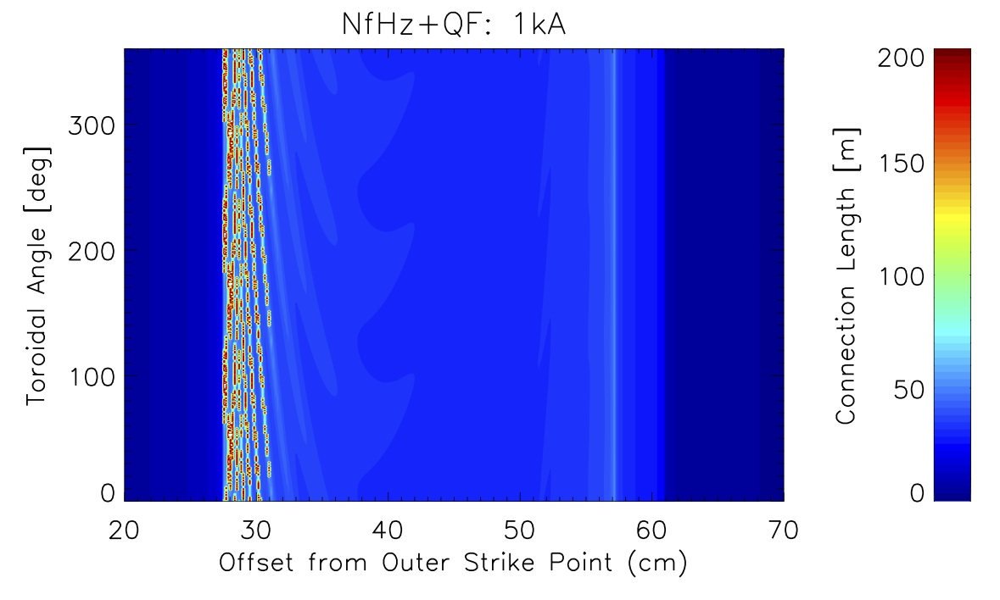 NfHz+QF: 1kA
Toroidal Angle [deg]
300
200
100
0
20 30 40 50 60 70
Offset from Outer Strike Point (cm)
Connection Length [m]
200
150
100
50
0